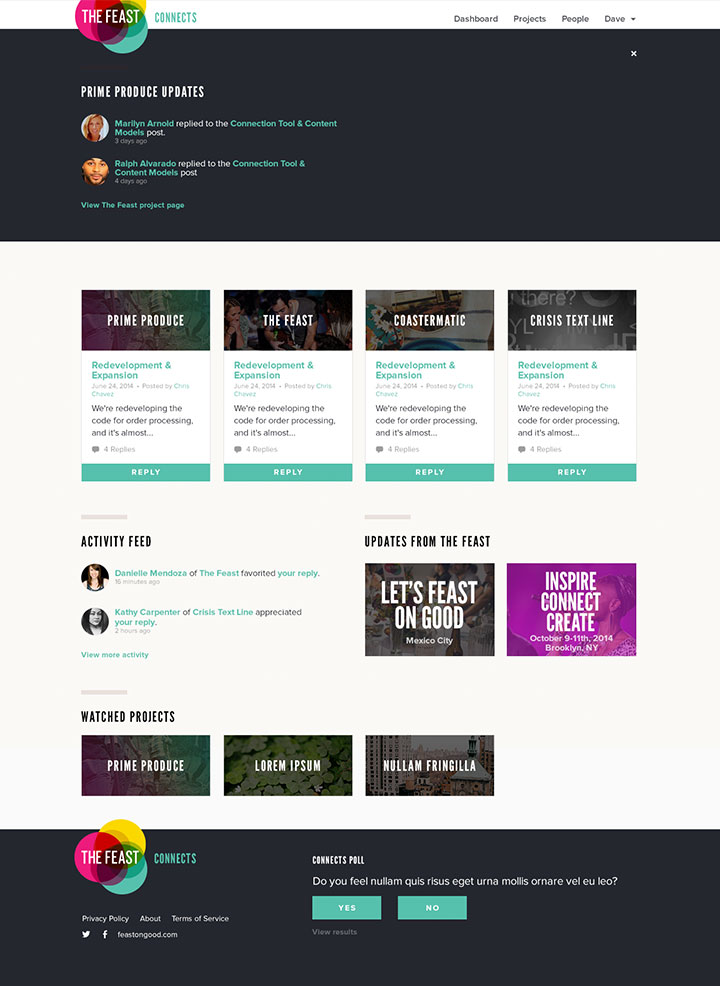 THE FEAST CONNECTS
Dashboard Projects People Dave
PRIME PRODUCE UPDATES
Marilyn Arnold replied to the Connection Tool & Content
Models post.
3 days ago
Ralph Alvarado replied to the Connection Tool &
Content Models post
4 days ago
View The Feast project page
PRIME PRODUCE
Redevelopment &
Expansion
June 24, 2014 • Posted by Chris
Chavez
We're redeveloping the
code for order processing,
and it's almost...
4 Replies
REPLY
THE FEAST
Redevelopment &
Expansion
June 24, 2014 • Posted by Chris
Chavez
We're redeveloping the
code for order processing,
and it's almost...
4 Replies
REPLY
COASTERMATIC
Redevelopment &
Expansion
June 24, 2014 • Posted by Chris
Chavez
We're redeveloping the
code for order processing,
and it's almost...
4 Replies
REPLY
there?
CRISIS TEXT LINE
Redevelopment &
Expansion
June 24, 2014 • Posted by Chris
Chavez
We're redeveloping the
code for order processing,
and it's almost...
4 Replies
REPLY
ACTIVITY FEED
Danielle Mendoza of The Feast favorited your reply.
16 minutes ago
Kathy Carpenter of Crisis Text Line appreciated
your reply.
2 hours ago
View more activity
UPDATES FROM THE FEAST
LET'S FEAST
ON GOOD
Mexico City
INSPIRE
CONNECT
CREATE
October 9-11th, 2014
Brooklyn, NY
WATCHED PROJECTS
PRIME PRODUCE
LOREM IPSUM
NULLAM FRINGILLA
THE FEAST CONNECTS
Privacy Policy About Terms of Service
feastongood.com
CONNECTS POLL
Do you feel nullam quis risus eget urna mollis ornare vel eu leo?
YES NO
View results